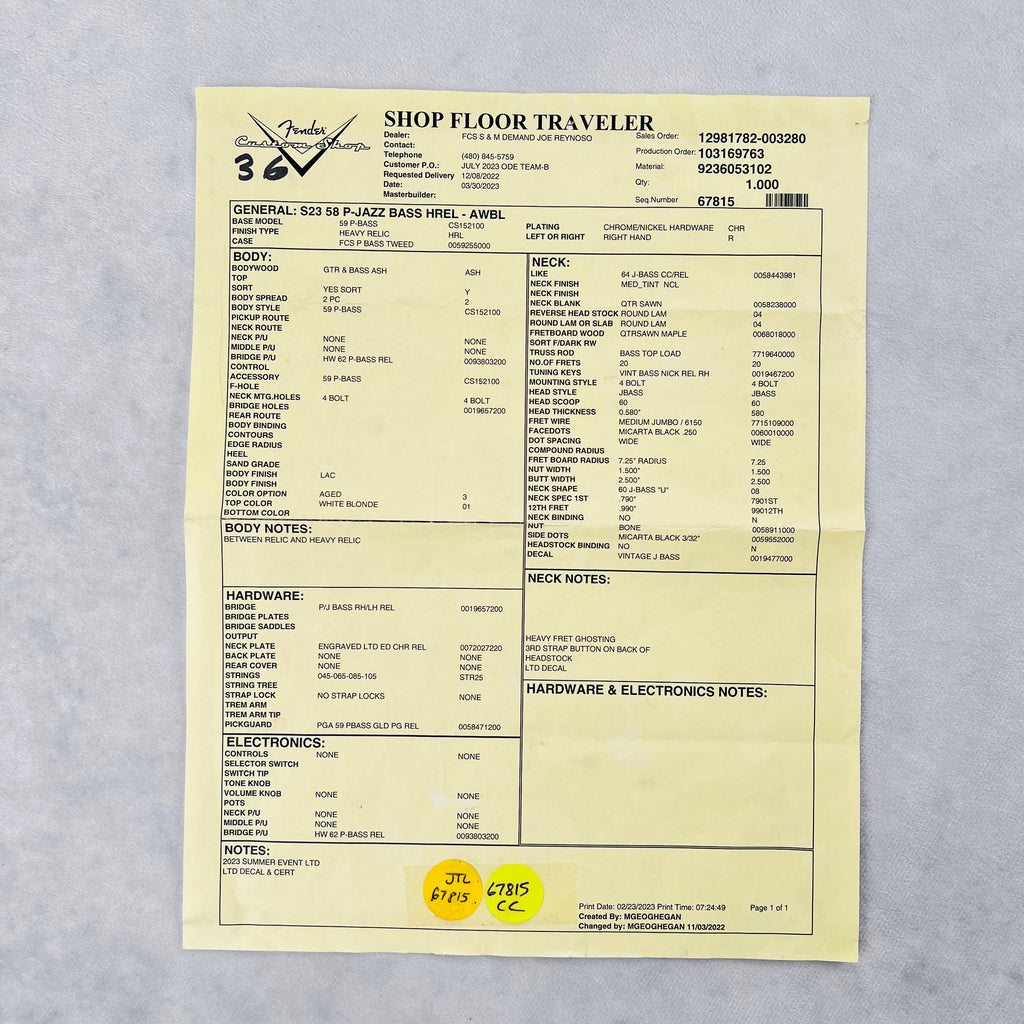 Fender
Custom Shop
36
SHOP FLOOR TRAVELER
Dealer: FCS S & M DEMAND JOE REYNOSO
Contact:
Telephone (480) 845-5759
Customer P.O.: JULY 2023 ODE TEAM-B
Requested Delivery 12/08/2022
Date: 03/30/2023
Masterbuilder:
Sales Order: 12981782-003280
Production Order: 103169763
Material: 9236053102
Qty: 1.000
Seq.Number 67815
GENERAL: S23 58 P-JAZZ BASS HREL - AWBL
BASE MODEL 59 P-BASS CS152100
FINISH TYPE HEAVY RELIC HRL
CASE FCS P BASS TWEED 0059255000
PLATING CHROME/NICKEL HARDWARE CHR
LEFT OR RIGHT RIGHT HAND R
BODY:
BODYWOOD GTR & BASS ASH ASH
TOP
SORT YES SORT Y
BODY SPREAD 2 PC 2
BODY STYLE 59 P-BASS CS152100
PICKUP ROUTE
NECK ROUTE
NECK P/U NONE NONE
MIDDLE P/U NONE NONE
BRIDGE P/U HW 62 P-BASS REL 0093803200
CONTROL
ACCESSORY 59 P-BASS CS152100
F-HOLE
NECK MTG.HOLES 4 BOLT 4 BOLT
BRIDGE HOLES 0019657200
REAR ROUTE
BODY BINDING
CONTOURS
EDGE RADIUS
HEEL
SAND GRADE
BODY FINISH LAC
BODY FINISH
COLOR OPTION AGED 3
TOP COLOR WHITE BLONDE 01
BOTTOM COLOR
BODY NOTES:
BETWEEN RELIC AND HEAVY RELIC
HARDWARE:
BRIDGE P/J BASS RH/LH REL 0019657200
BRIDGE PLATES
BRIDGE SADDLES
OUTPUT
NECK PLATE ENGRAVED LTD ED CHR REL 0072027220
BACK PLATE NONE NONE
REAR COVER NONE NONE
STRINGS 045-065-085-105 STR25
STRING TREE
STRAP LOCK NO STRAP LOCKS NONE
TREM ARM
TREM ARM TIP
PICKGUARD PGA 59 PBASS GLD PG REL 0058471200
ELECTRONICS:
CONTROLS NONE NONE
SELECTOR SWITCH
SWITCH TIP
TONE KNOB
VOLUME KNOB NONE NONE
POTS
NECK P/U NONE NONE
MIDDLE P/U NONE NONE
BRIDGE P/U HW 62 P-BASS REL 0093803200
NECK:
LIKE 64 J-BASS CC/REL 0058443981
NECK FINISH MED_TINT NCL
NECK FINISH
NECK BLANK QTR SAWN 0058238000
REVERSE HEAD STOCK ROUND LAM 04
ROUND LAM OR SLAB ROUND LAM 04
FRETBOARD WOOD QTRSAWN MAPLE 0068018000
SORT F/DARK RW
TRUSS ROD BASS TOP LOAD 7719640000
NO.OF FRETS 20 20
TUNING KEYS VINT BASS NICK REL RH 0019467200
MOUNTING STYLE 4 BOLT 4 BOLT
HEAD STYLE JBASS JBASS
HEAD SCOOP 60 60
HEAD THICKNESS 0.580" 580
FRET WIRE MEDIUM JUMBO / 6150 7715109000
FACEDOTS MICARTA BLACK .250 0060010000
DOT SPACING WIDE WIDE
COMPOUND RADIUS
FRET BOARD RADIUS 7.25" RADIUS 7.25
NUT WIDTH 1.500" 1.500
BUTT WIDTH 2.500" 2.500
NECK SHAPE 60 J-BASS "U" 08
NECK SPEC 1ST .790" 7901ST
12TH FRET .990" 99012TH
NECK BINDING NO N
NUT BONE 0058911000
SIDE DOTS MICARTA BLACK 3/32" 0059552000
HEADSTOCK BINDING NO N
DECAL VINTAGE J BASS 0019477000
NECK NOTES:
HEAVY FRET GHOSTING
3RD STRAP BUTTON ON BACK OF
HEADSTOCK
LTD DECAL
HARDWARE & ELECTRONICS NOTES:
NOTES:
2023 SUMMER EVENT LTD
LTD DECAL & CERT
JTL
67815.
67815
CC
Print Date: 02/23/2023 Print Time: 07:24:49 Page 1 of 1
Created By: MGEOGHEGAN
Changed by: MGEOGHEGAN 11/03/2022